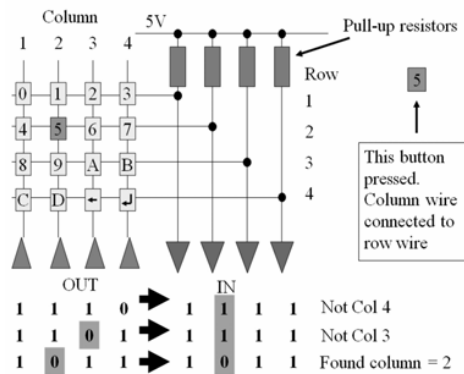 Column
5V
Pull-up resistors
1 2 3 4
Row
0 1 2 3
1
5
4 5 6 7
2
8 9 A B
3
This button pressed.
Column wire
connected to
row wire
C D ← ↲
4
OUT IN
1 1 1 0 1 1 1 1 Not Col 4
1 1 0 1 1 1 1 1 Not Col 3
1 0 1 1 1 0 1 1 Found column = 2